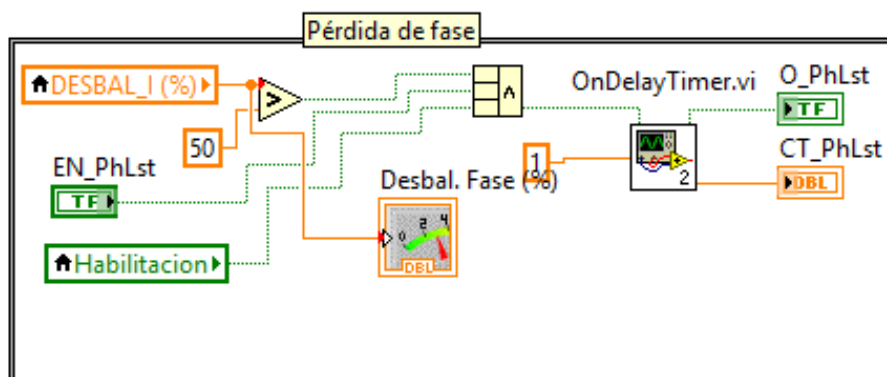 Pérdida de fase
DESBAL_I (%)
50
EN_PhLst
TF
Habilitacion
Desbal. Fase (%)
0 2 4
DBL
1
OnDelayTimer.vi
2
O_PhLst
TF
CT_PhLst
DBL